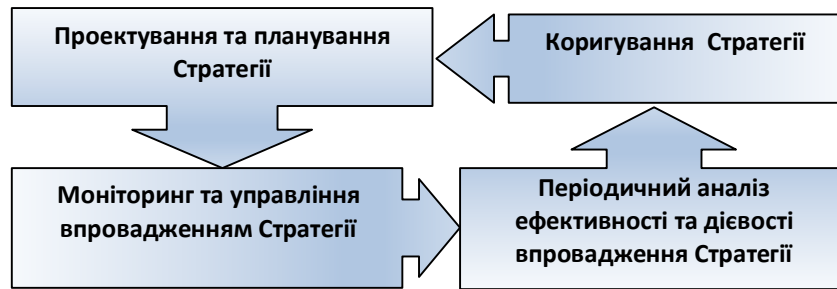 Проектування та планування
Стратегії
Коригування Стратегії
Моніторинг та управління
впровадженням Стратегії
Періодичний аналіз
ефективності та дієвості
впровадження Стратегії